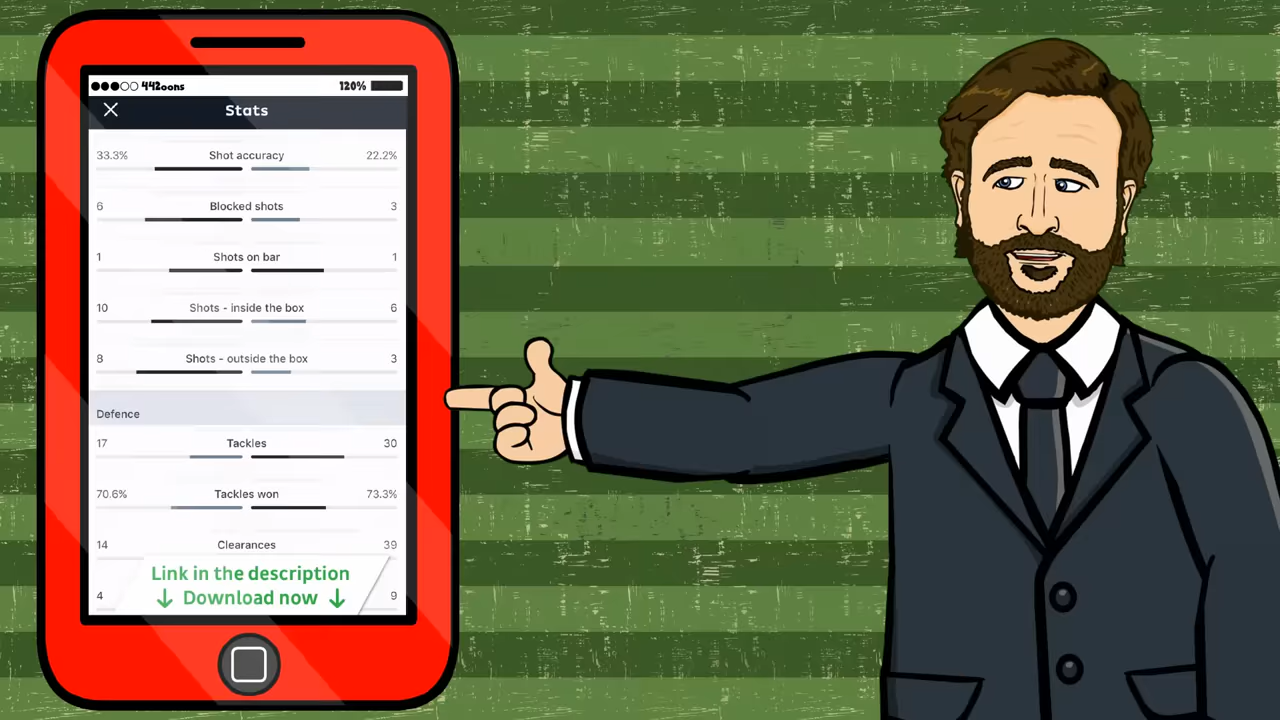 442oons 120%
Stats
33.3% Shot accuracy 22.2%
6 Blocked shots 3
1 Shots on bar 1
10 Shots - inside the box 6
8 Shots - outside the box 3
Defence
17 Tackles 30
70.6% Tackles won 73.3%
14 Clearances 39
Link in the description
4 ↓ Download now ↓ 9